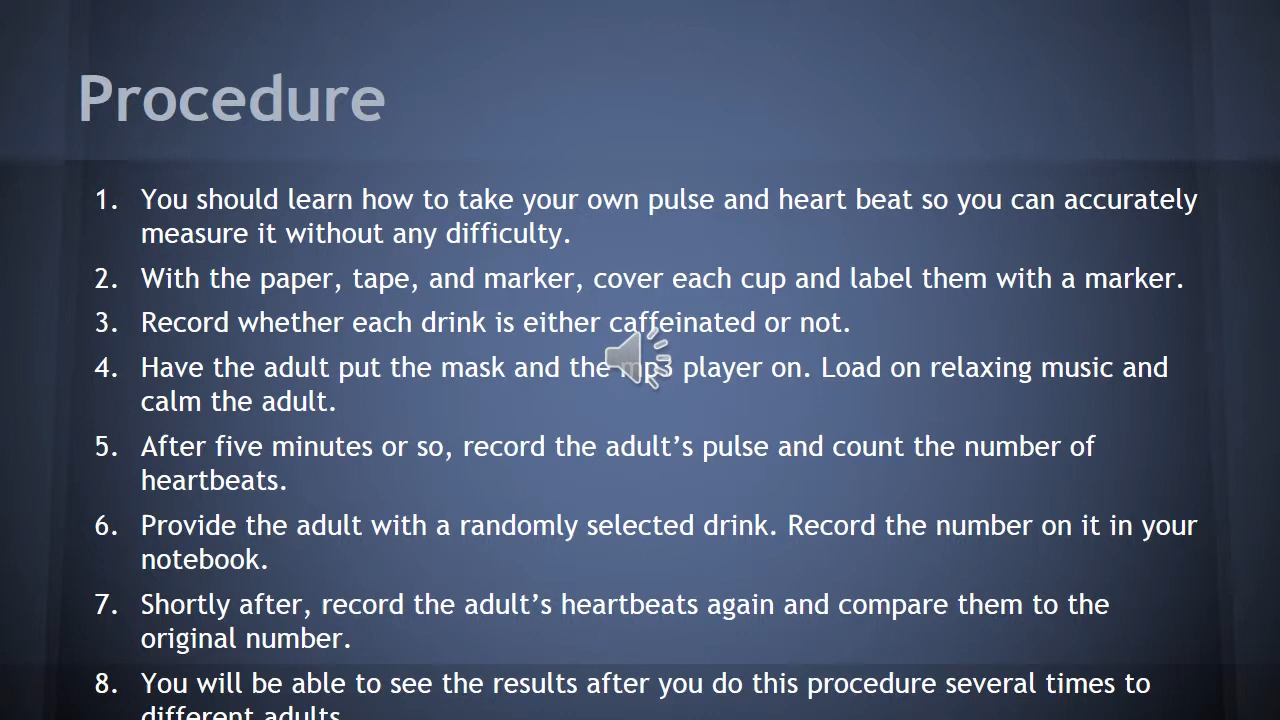 Procedure
1. You should learn how to take your own pulse and heart beat so you can accurately
measure it without any difficulty.
2. With the paper, tape, and marker, cover each cup and label them with a marker.
3. Record whether each drink is either caffeinated or not.
4. Have the adult put the mask and the mp3 player on. Load on relaxing music and
calm the adult.
5. After five minutes or so, record the adult’s pulse and count the number of
heartbeats.
6. Provide the adult with a randomly selected drink. Record the number on it in your
notebook.
7. Shortly after, record the adult’s heartbeats again and compare them to the
original number.
8. You will be able to see the results after you do this procedure several times to
different adults